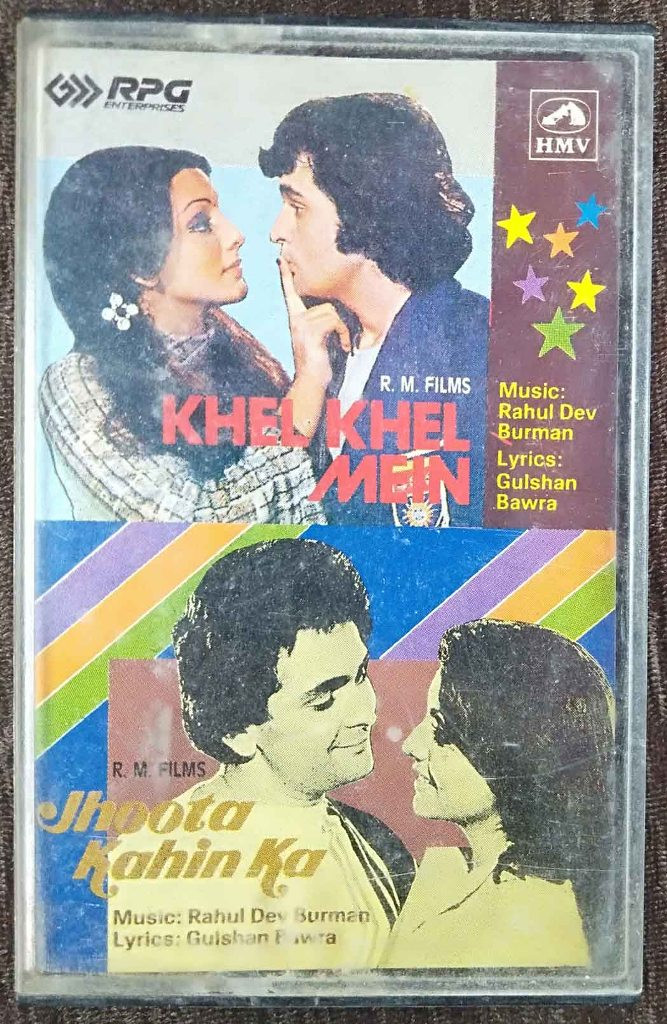 RPG
ENTERPRISES
HMV
R. M. FILMS
KHEL KHEL
MEIN
Music:
Rahul Dev
Burman
Lyrics:
Gulshan
Bawra
R. M. FILMS
Jhoota
Kahin Ka
Music: Rahul Dev Burman
Lyrics: Gulshan Bawra